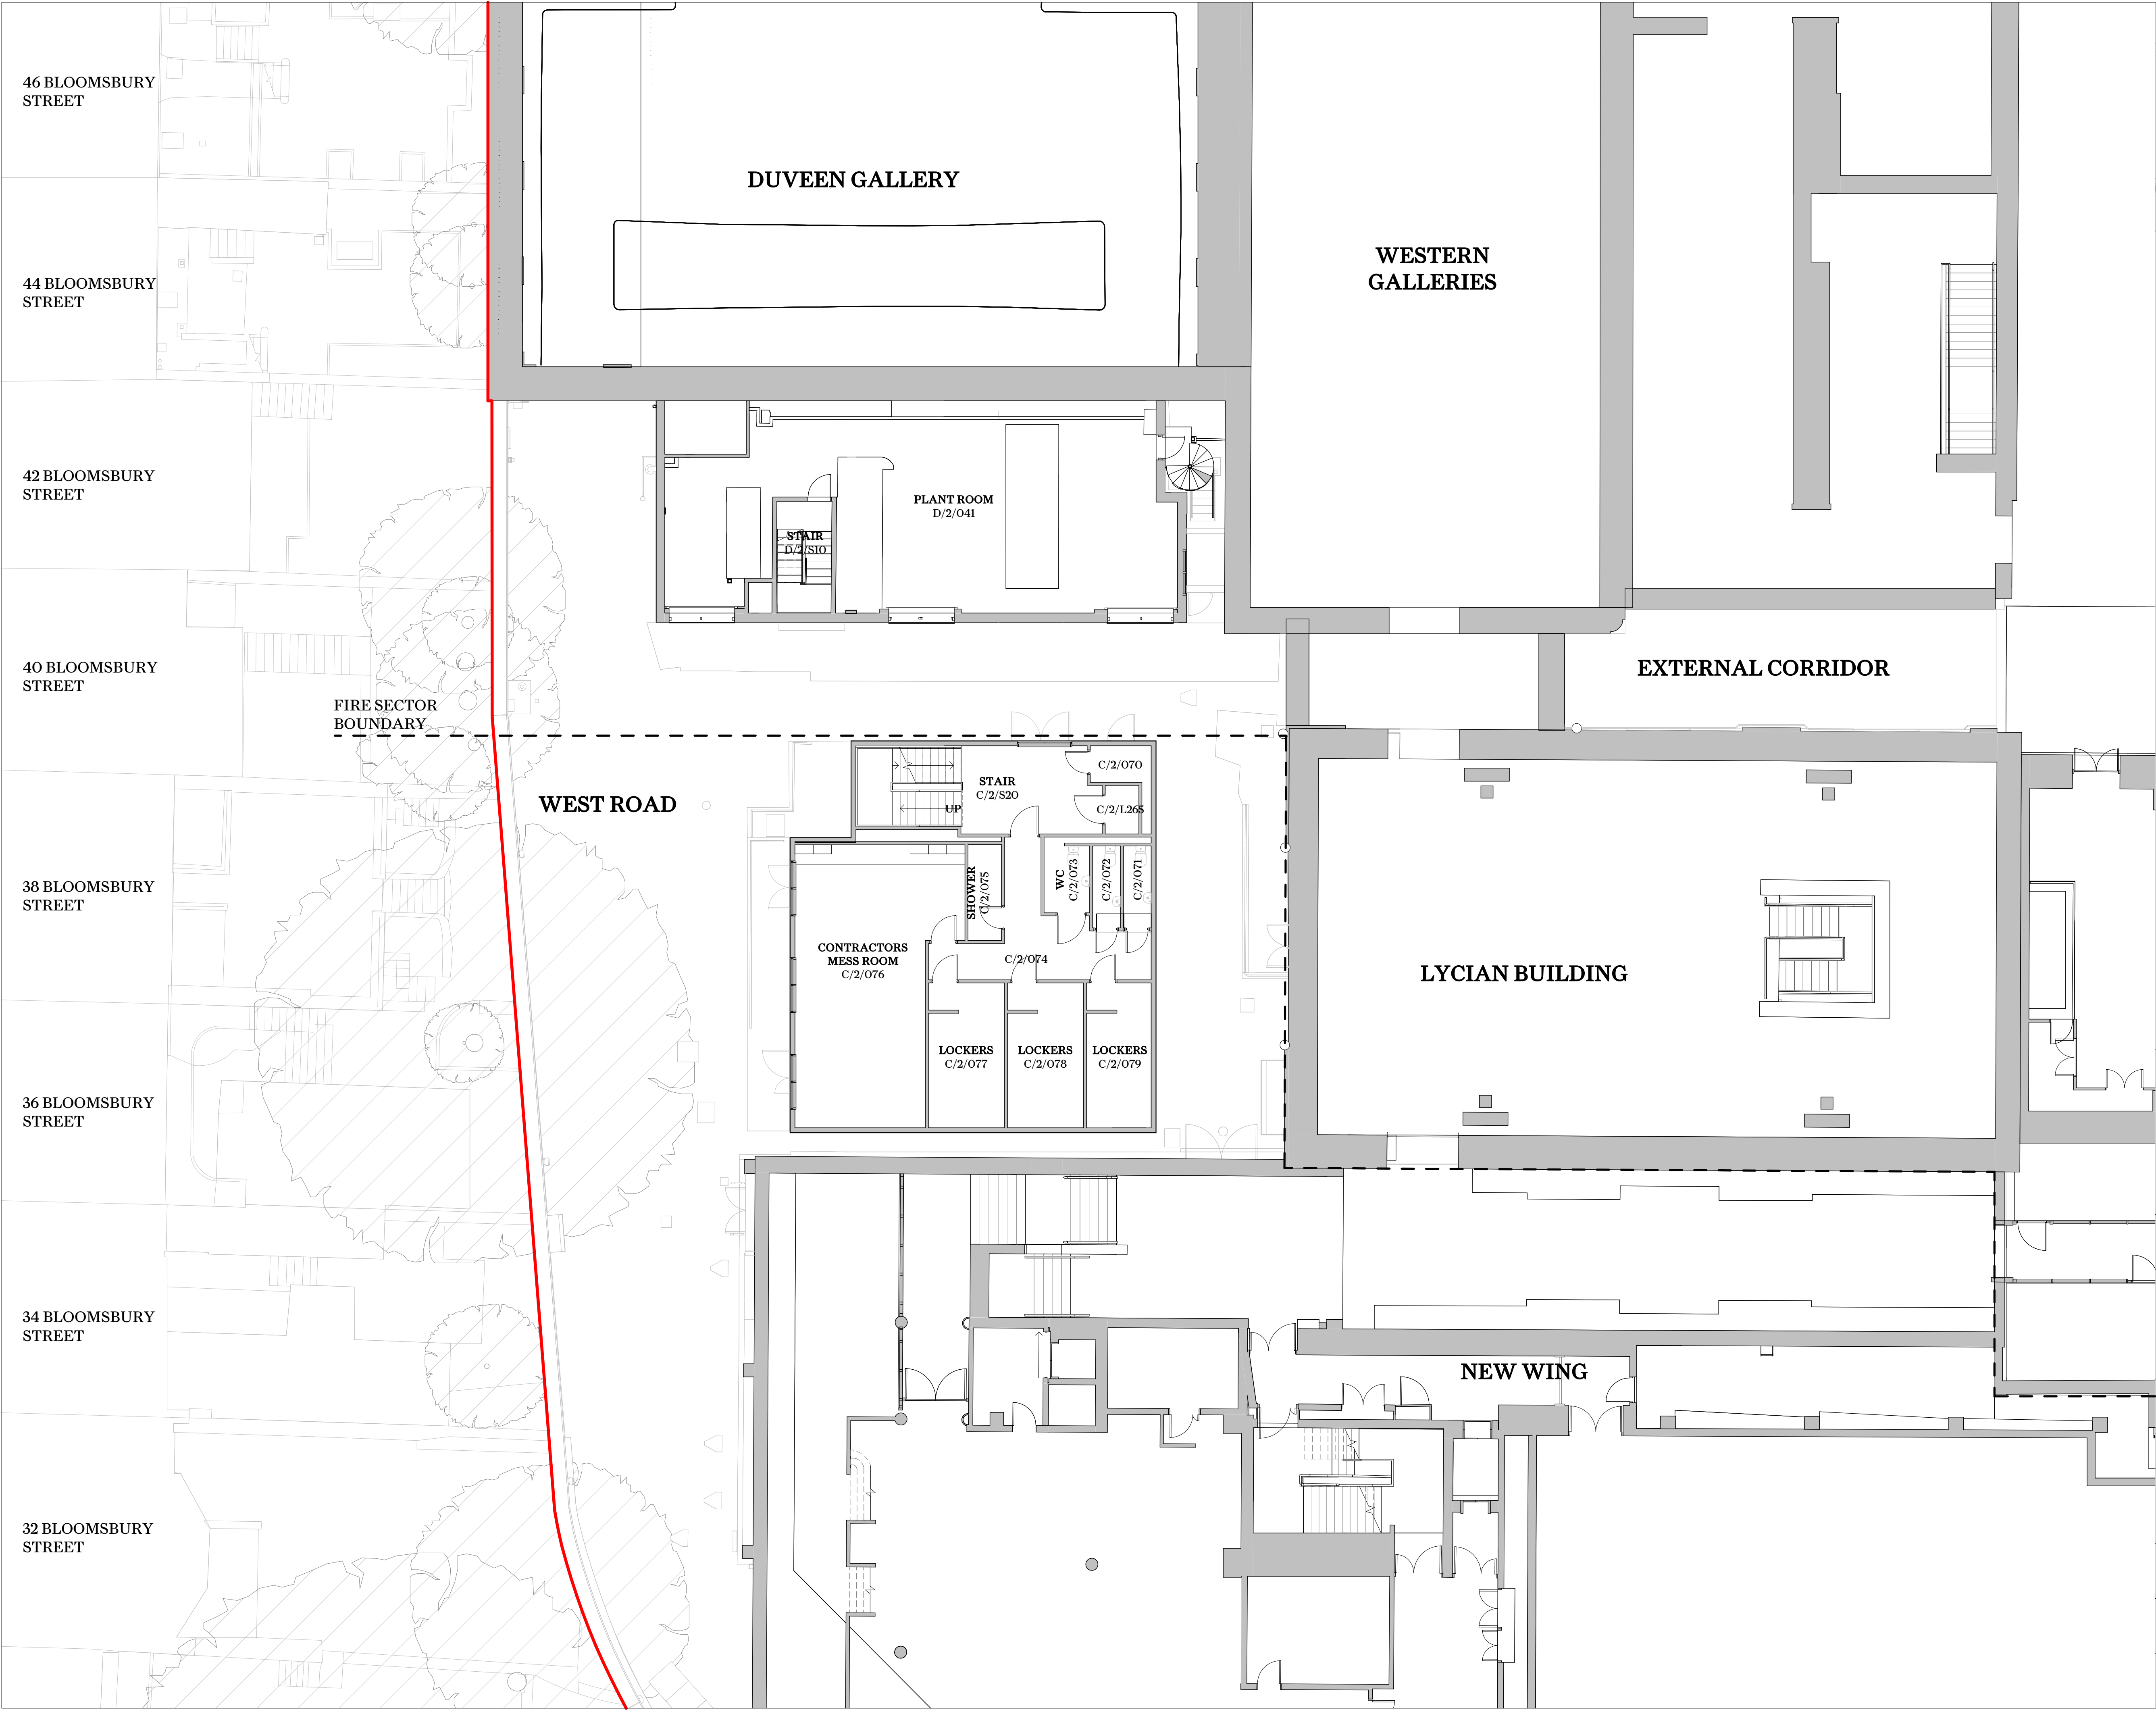 46 BLOOMSBURY
STREET
DUVEEN GALLERY
WESTERN
GALLERIES
44 BLOOMSBURY
STREET
42 BLOOMSBURY
STREET
PLANT ROOM
D/2/041
STAIR
D/2/S10
40 BLOOMSBURY
STREET
EXTERNAL CORRIDOR
FIRE SECTOR
BOUNDARY
WEST ROAD
STAIR
C/2/S20
UP
C/2/070
C/2/L265
38 BLOOMSBURY
STREET
SHOWER
C/2/075
WC
C/2/073
C/2/072
C/2/071
CONTRACTORS
MESS ROOM
C/2/076
C/2/074
LYCIAN BUILDING
LOCKERS
C/2/077
LOCKERS
C/2/078
LOCKERS
C/2/079
36 BLOOMSBURY
STREET
34 BLOOMSBURY
STREET
NEW WING
32 BLOOMSBURY
STREET